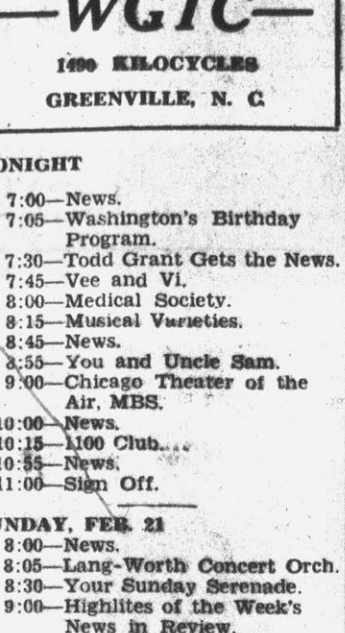 —WGTC—
1490 KILOCYCLES
GREENVILLE, N. C.
ONIGHT
7:00—News.
7:05—Washington's Birthday
Program.
7:30—Todd Grant Gets the News.
7:45—Vee and Vi.
8:00—Medical Society.
8:15—Musical Varieties.
8:45—News.
8:55—You and Uncle Sam.
9:00—Chicago Theater of the
Air, MBS.
10:00—News.
10:15—1100 Club....
10:55—News.
11:00—Sign Off.
UNDAY, FEB. 21
8:00—News.
8:05—Lang-Worth Concert Orch.
8:30—Your Sunday Serenade.
9:00—Highlites of the Week's
News in Review.